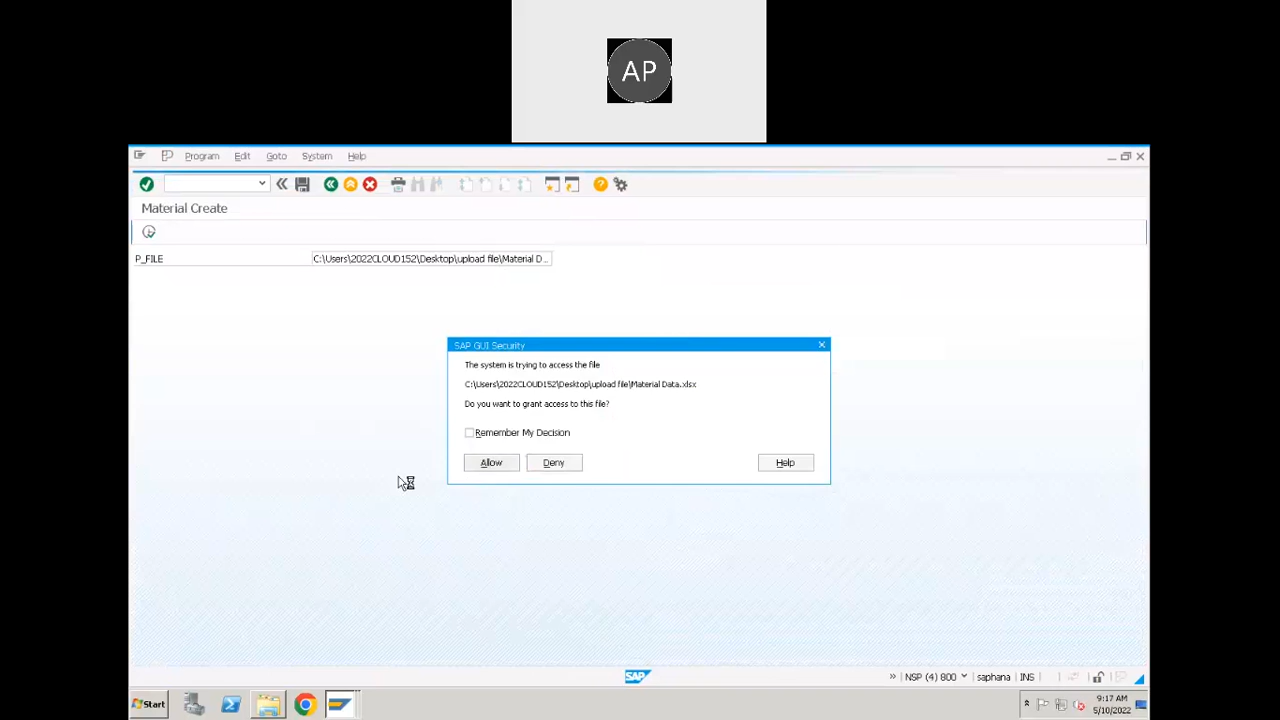 AP
Program Edit Goto System Help
Material Create
P_FILE C:\Users\2022CLOUD152\Desktop\upload file\Material D...
SAP GUI Security
The system is trying to access the file
C:\Users\2022CLOUD152\Desktop\upload file\Material Data.xlsx
Do you want to grant access to this file?
Remember My Decision
Allow Deny Help
SAP
NSP (4) 800 saphana INS
Start
9:17 AM
5/10/2022